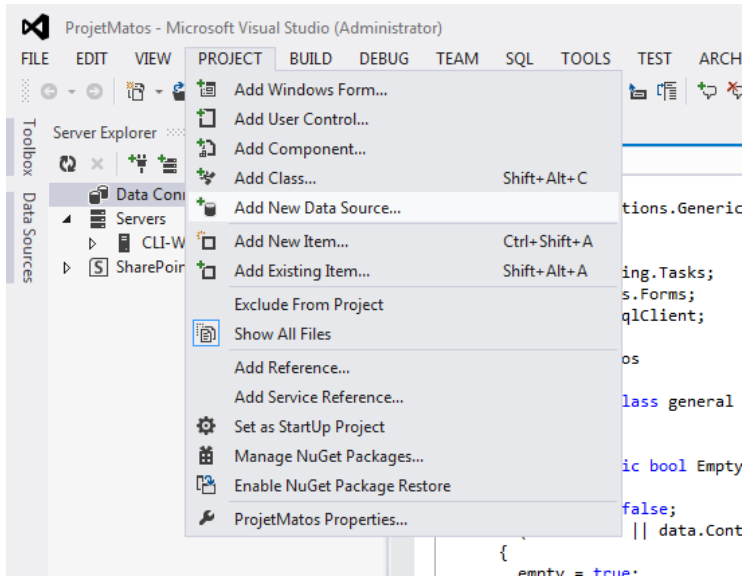 ProjetMatos - Microsoft Visual Studio (Administrator)
FILE EDIT VIEW PROJECT BUILD DEBUG TEAM SQL TOOLS TEST ARCH
Toolbox
Data Sources
Server Explorer
Data Con
Servers
CLI-W
SharePoin
Add Windows Form...
Add User Control...
Add Component...
Add Class... Shift+Alt+C
Add New Data Source...
Add New Item... Ctrl+Shift+A
Add Existing Item... Shift+Alt+A
Exclude From Project
Show All Files
Add Reference...
Add Service Reference...
Set as StartUp Project
Manage NuGet Packages...
Enable NuGet Package Restore
ProjetMatos Properties...
tions.Generic
ing.Tasks;
s.Forms;
qlClient;
os
lass general
ic bool Empty
false;
|| data.Cont
{
empty = true;